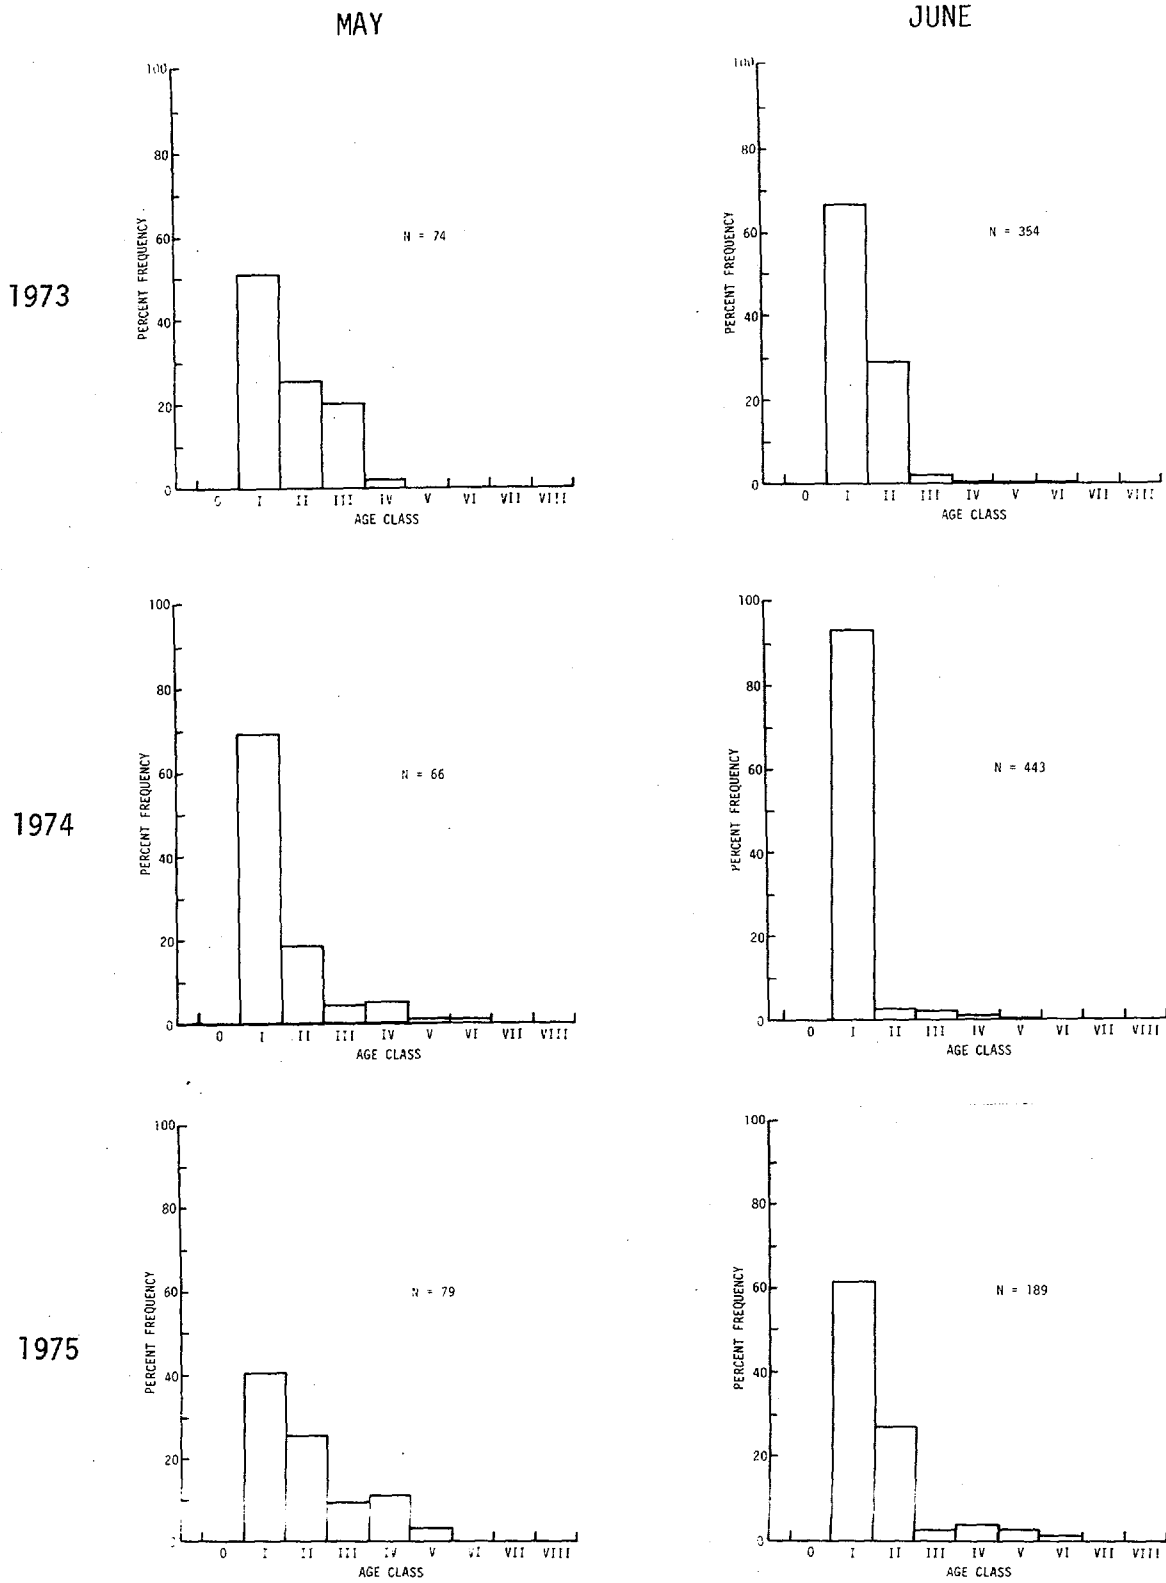 MAY
JUNE
1973
100
80
60
40
20
0
PERCENT FREQUENCY
N = 74
O I II III IV V VI VII VIII
AGE CLASS
100
80
60
40
20
0
PERCENT FREQUENCY
N = 354
O I II III IV V VI VII VIII
AGE CLASS
1974
100
80
60
40
20
0
PERCENT FREQUENCY
N = 66
O I II III IV V VI VII VIII
AGE CLASS
100
80
60
40
20
0
PERCENT FREQUENCY
N = 443
O I II III IV V VI VII VIII
AGE CLASS
1975
100
80
60
40
20
0
PERCENT FREQUENCY
N = 79
O I II III IV V VI VII VIII
AGE CLASS
100
80
60
40
20
0
PERCENT FREQUENCY
N = 189
O I II III IV V VI VII VIII
AGE CLASS